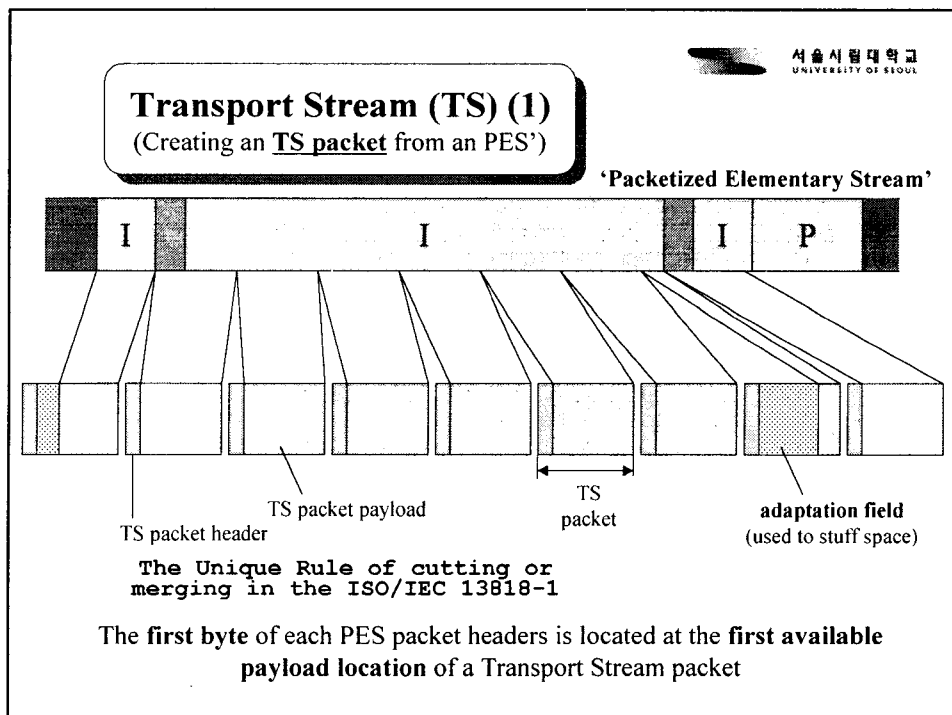 서울시립대학교
UNIVERSITY OF SEOUL
Transport Stream (TS) (1)
(Creating an TS packet from an PES')
'Packetized Elementary Stream'
I I I P
TS packet header
TS packet payload
TS
packet
adaptation field
(used to stuff space)
The Unique Rule of cutting or
merging in the ISO/IEC 13818-1
The first byte of each PES packet headers is located at the first available
payload location of a Transport Stream packet